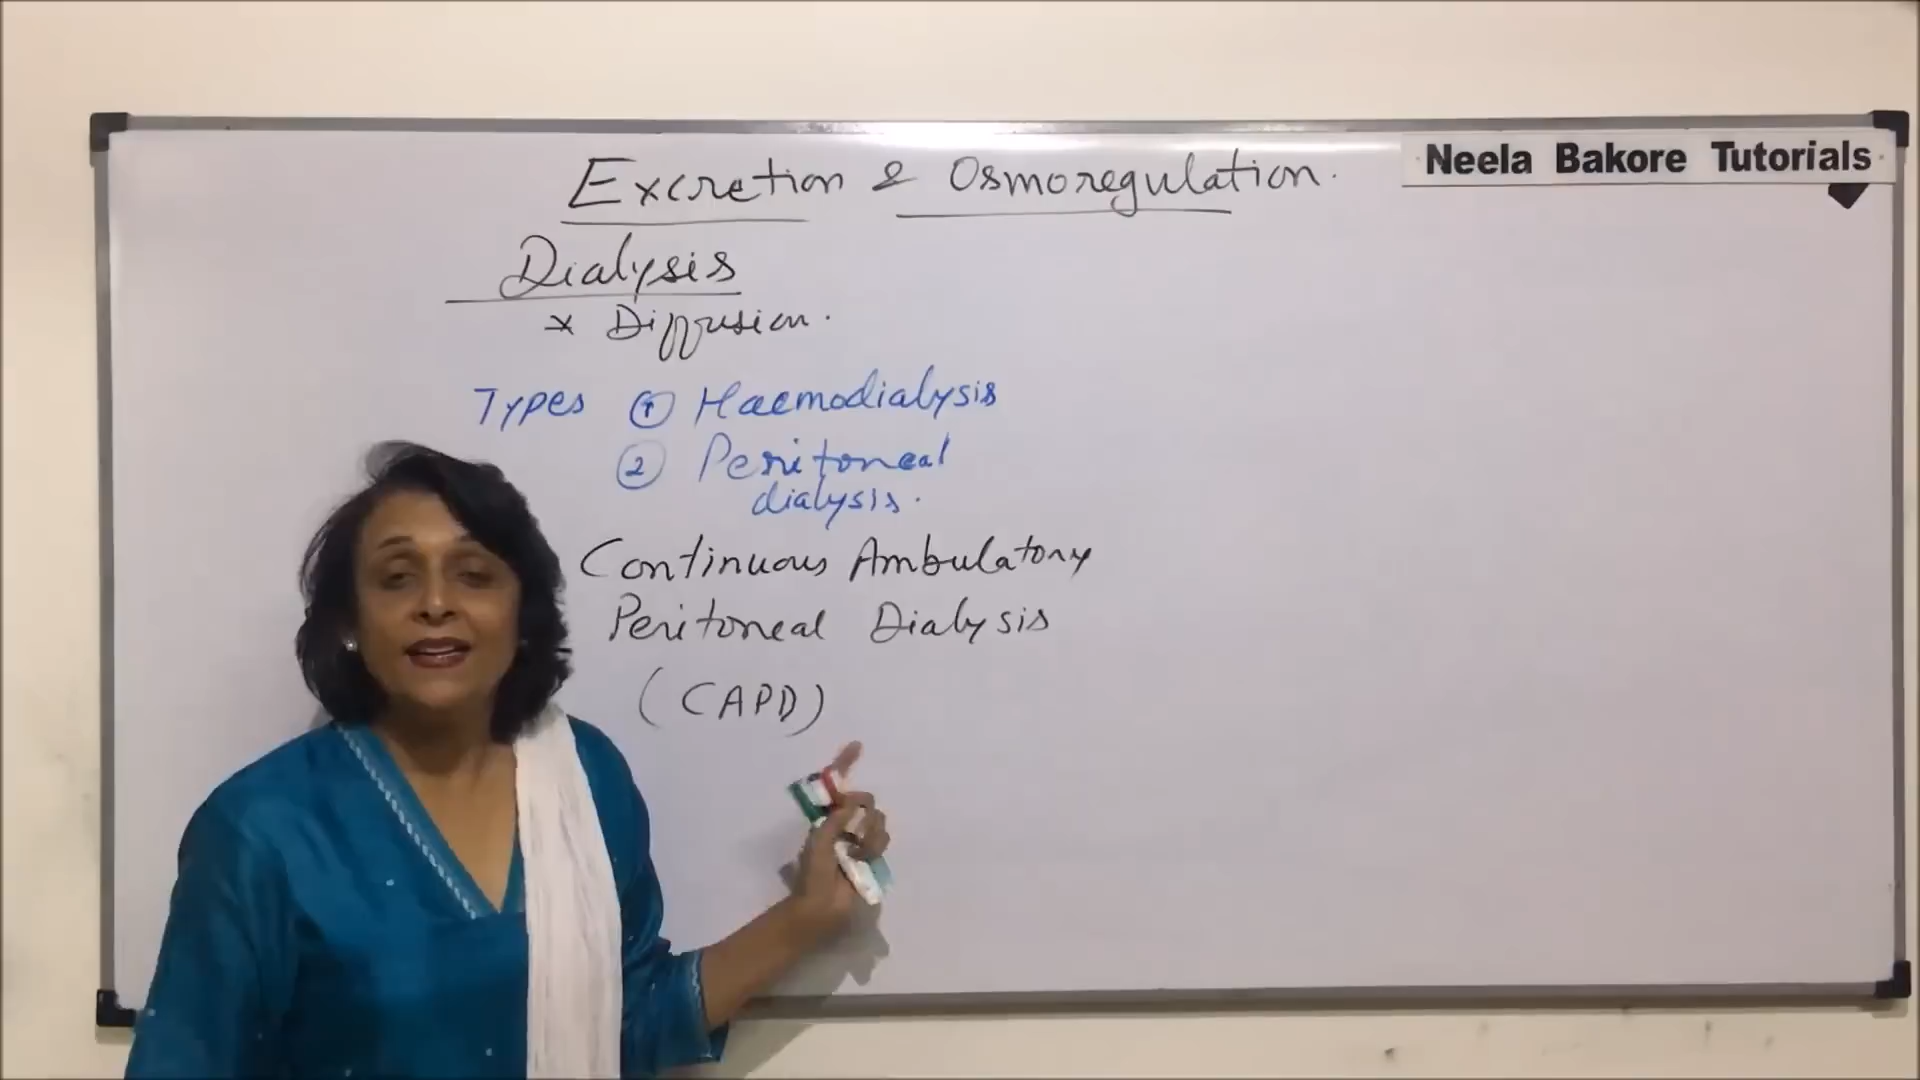 Neela Bakore Tutorials
Excretion & Osmoregulation.
Dialysis
* Diffusion.
Types ① Haemodialysis
② Peritoneal
dialysis.
Continuous Ambulatory
Peritoneal Dialysis
(CAPD)